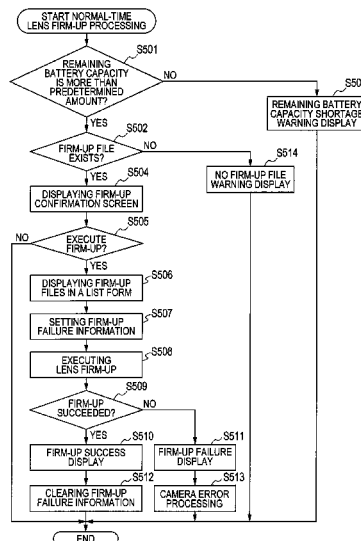 START NORMAL-TIME
LENS FIRM-UP PROCESSING
S501
REMAINING
BATTERY CAPACITY
IS MORE THAN
PREDETERMINED
AMOUNT?
NO
YES
REMAINING BATTERY
CAPACITY SHORTAGE
WARNING DISPLAY
S502
FIRM-UP FILE
EXISTS?
NO
YES
S514
NO FIRM-UP FILE
WARNING DISPLAY
S504
DISPLAYING FIRM-UP
CONFIRMATION SCREEN
S505
NO
EXECUTE
FIRM-UP?
YES
S506
DISPLAYING FIRM-UP
FILES IN A LIST FORM
S507
SETTING FIRM-UP
FAILURE INFORMATION
S508
EXECUTING
LENS FIRM-UP
S509
FIRM-UP
SUCCEEDED?
NO
YES
S510
FIRM-UP SUCCESS
DISPLAY
S511
FIRM-UP FAILURE
DISPLAY
S512
CLEARING FIRM-UP
FAILURE INFORMATION
S513
CAMERA ERROR
PROCESSING
END